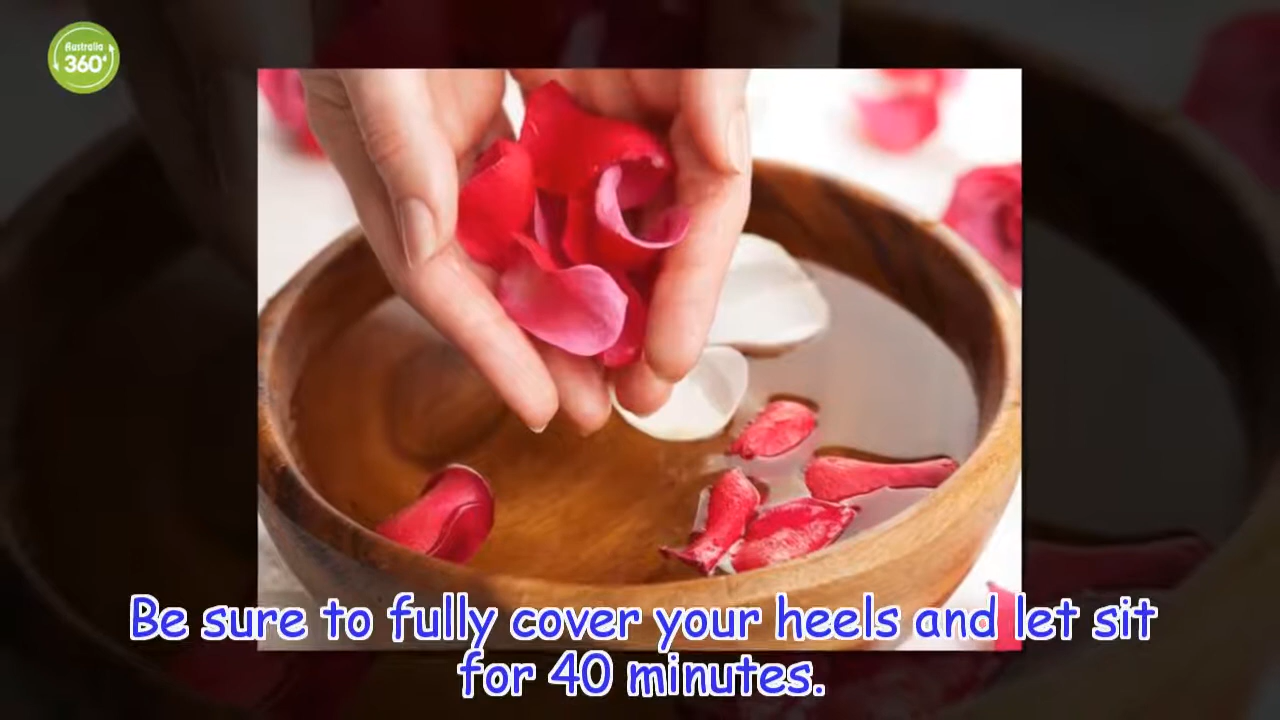 Australia
360°
Be sure to fully cover your heels and let sit
for 40 minutes.